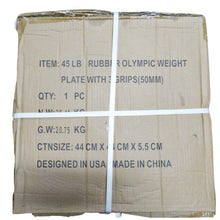 ITEM: 45 LB RUBBER OLYMPIC WEIGHT
PLATE WITH 3 GRIPS(50MM)
QTY: 1 PC
N.W: KG
G.W: 20.75 KG
CTNSIZE: 44 CM X 44 CM X 5.5 CM
DESIGNED IN USA/MADE IN CHINA